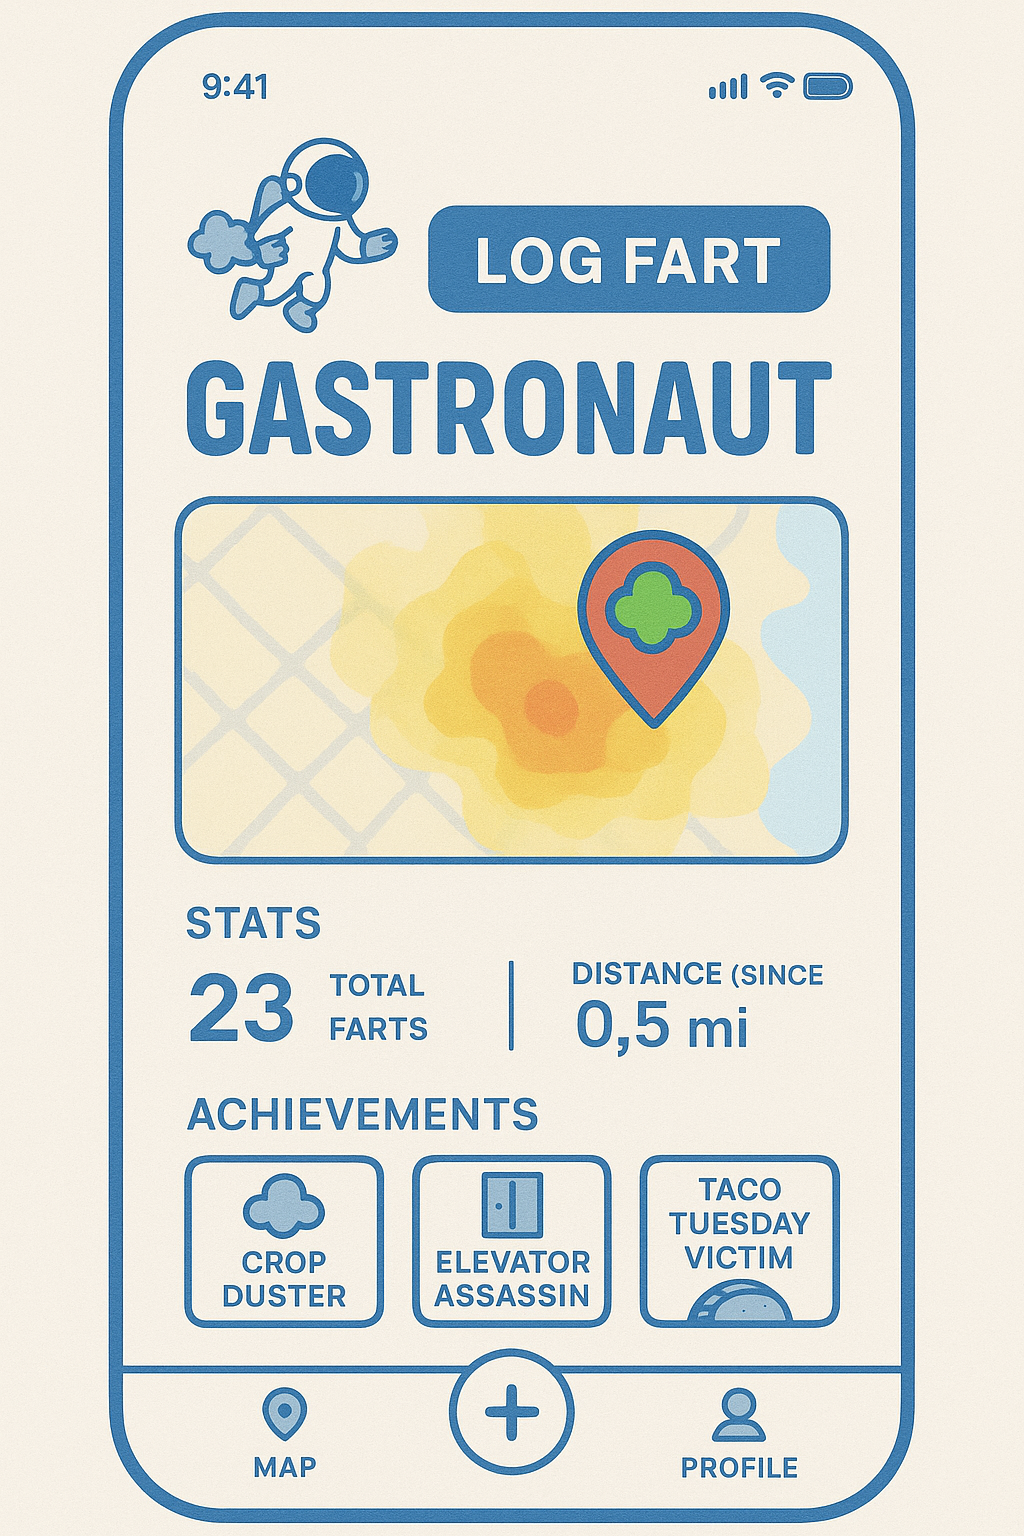 9:41
LOG FART
GASTRONAUT
STATS
23 TOTAL
FARTS
DISTANCE (SINCE
0,5 mi
ACHIEVEMENTS
CROP
DUSTER
ELEVATOR
ASSASSIN
TACO
TUESDAY
VICTIM
MAP
PROFILE